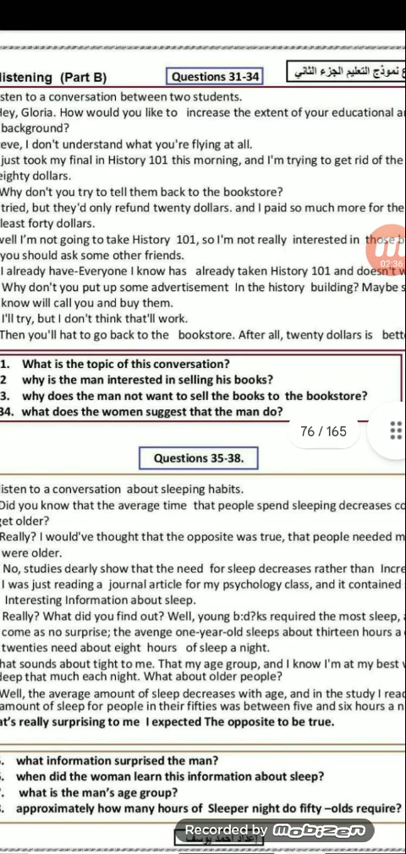 listening (Part B) Questions 31-34 نموذج التعليم الجزء الثاني
sten to a conversation between two students.
Hey, Gloria. How would you like to increase the extent of your educational a
background?
eve, I don't understand what you're flying at all.
just took my final in History 101 this morning, and I'm trying to get rid of the
eighty dollars.
Why don't you try to tell them back to the bookstore?
tried, but they'd only refund twenty dollars. and I paid so much more for the
least forty dollars.
well I'm not going to take History 101, so I'm not really interested in those b
you should ask some other friends.
02:36
I already have-Everyone I know has already taken History 101 and doesn't w
Why don't you put up some advertisement In the history building? Maybe s
know will call you and buy them.
I'll try, but I don't think that'll work.
Then you'll hat to go back to the bookstore. After all, twenty dollars is bett
1. What is the topic of this conversation?
2 why is the man interested in selling his books?
3. why does the man not want to sell the books to the bookstore?
34. what does the women suggest that the man do?
76 / 165
Questions 35-38.
isten to a conversation about sleeping habits.
Did you know that the average time that people spend sleeping decreases co
get older?
Really? I would've thought that the opposite was true, that people needed m
were older.
No, studies dearly show that the need for sleep decreases rather than Incre
I was just reading a journal article for my psychology class, and it contained
Interesting Information about sleep.
Really? What did you find out? Well, young b:d?ks required the most sleep,
come as no surprise; the avenge one-year-old sleeps about thirteen hours a
twenties need about eight hours of sleep a night.
hat sounds about tight to me. That my age group, and I know I'm at my best
deep that much each night. What about older people?
Well, the average amount of sleep decreases with age, and in the study I read
amount of sleep for people in their fifties was between five and six hours a n
at's really surprising to me I expected The opposite to be true.
. what information surprised the man?
. when did the woman learn this information about sleep?
. what is the man's age group?
. approximately how many hours of Sleeper night do fifty –olds require?
Recorded by mobizen